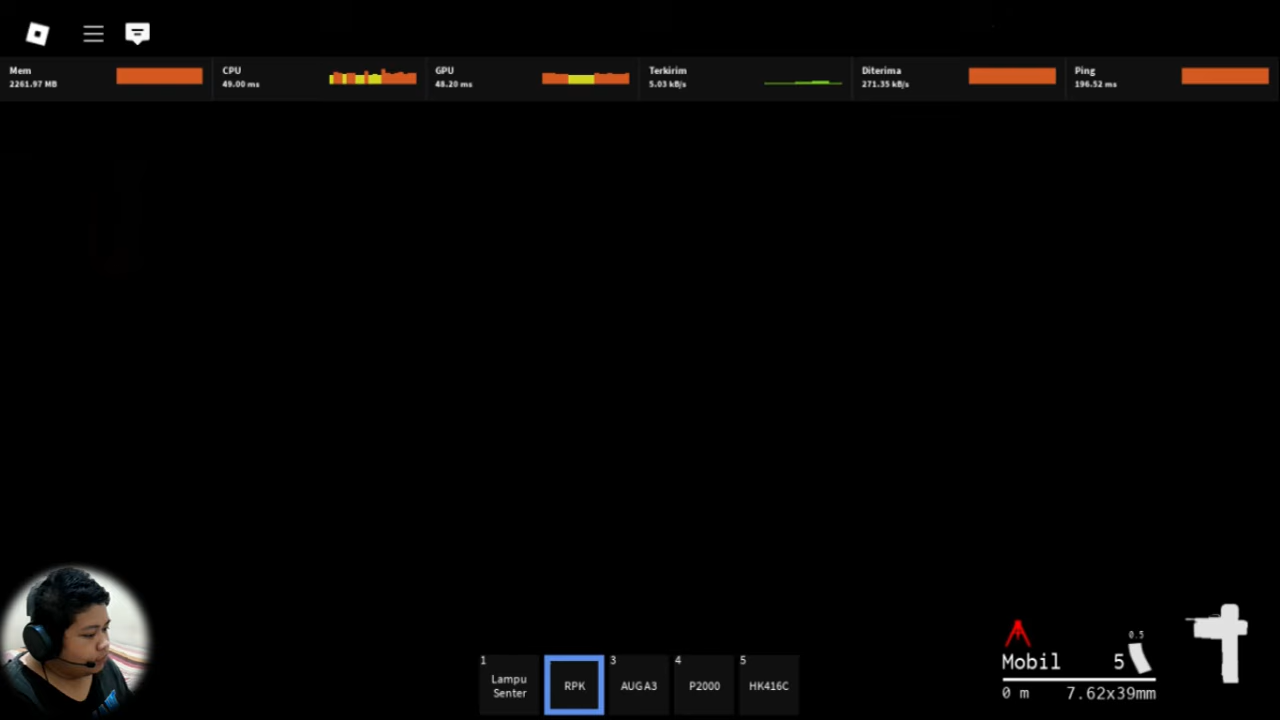 Mem
2261.97 MB
CPU
49.00 ms
GPU
48.20 ms
Terkirim
5.03 kB/s
Diterima
271.35 kB/s
Ping
196.52 ms
1
Lampu
Senter
RPK
3
AUG A3
4
P2000
5
HK416C
0.5
Mobil 5
0 m 7.62x39mm